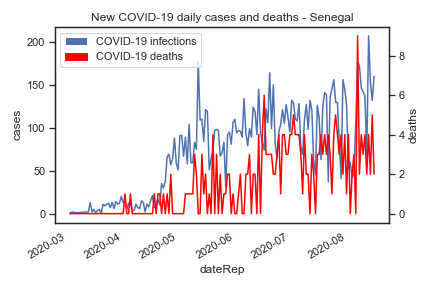 New COVID-19 daily cases and deaths - Senegal
COVID-19 infections
COVID-19 deaths
200
150
100
50
0
cases
8
6
4
2
0
deaths
2020-03
2020-04
2020-05
2020-06
2020-07
2020-08
dateRep